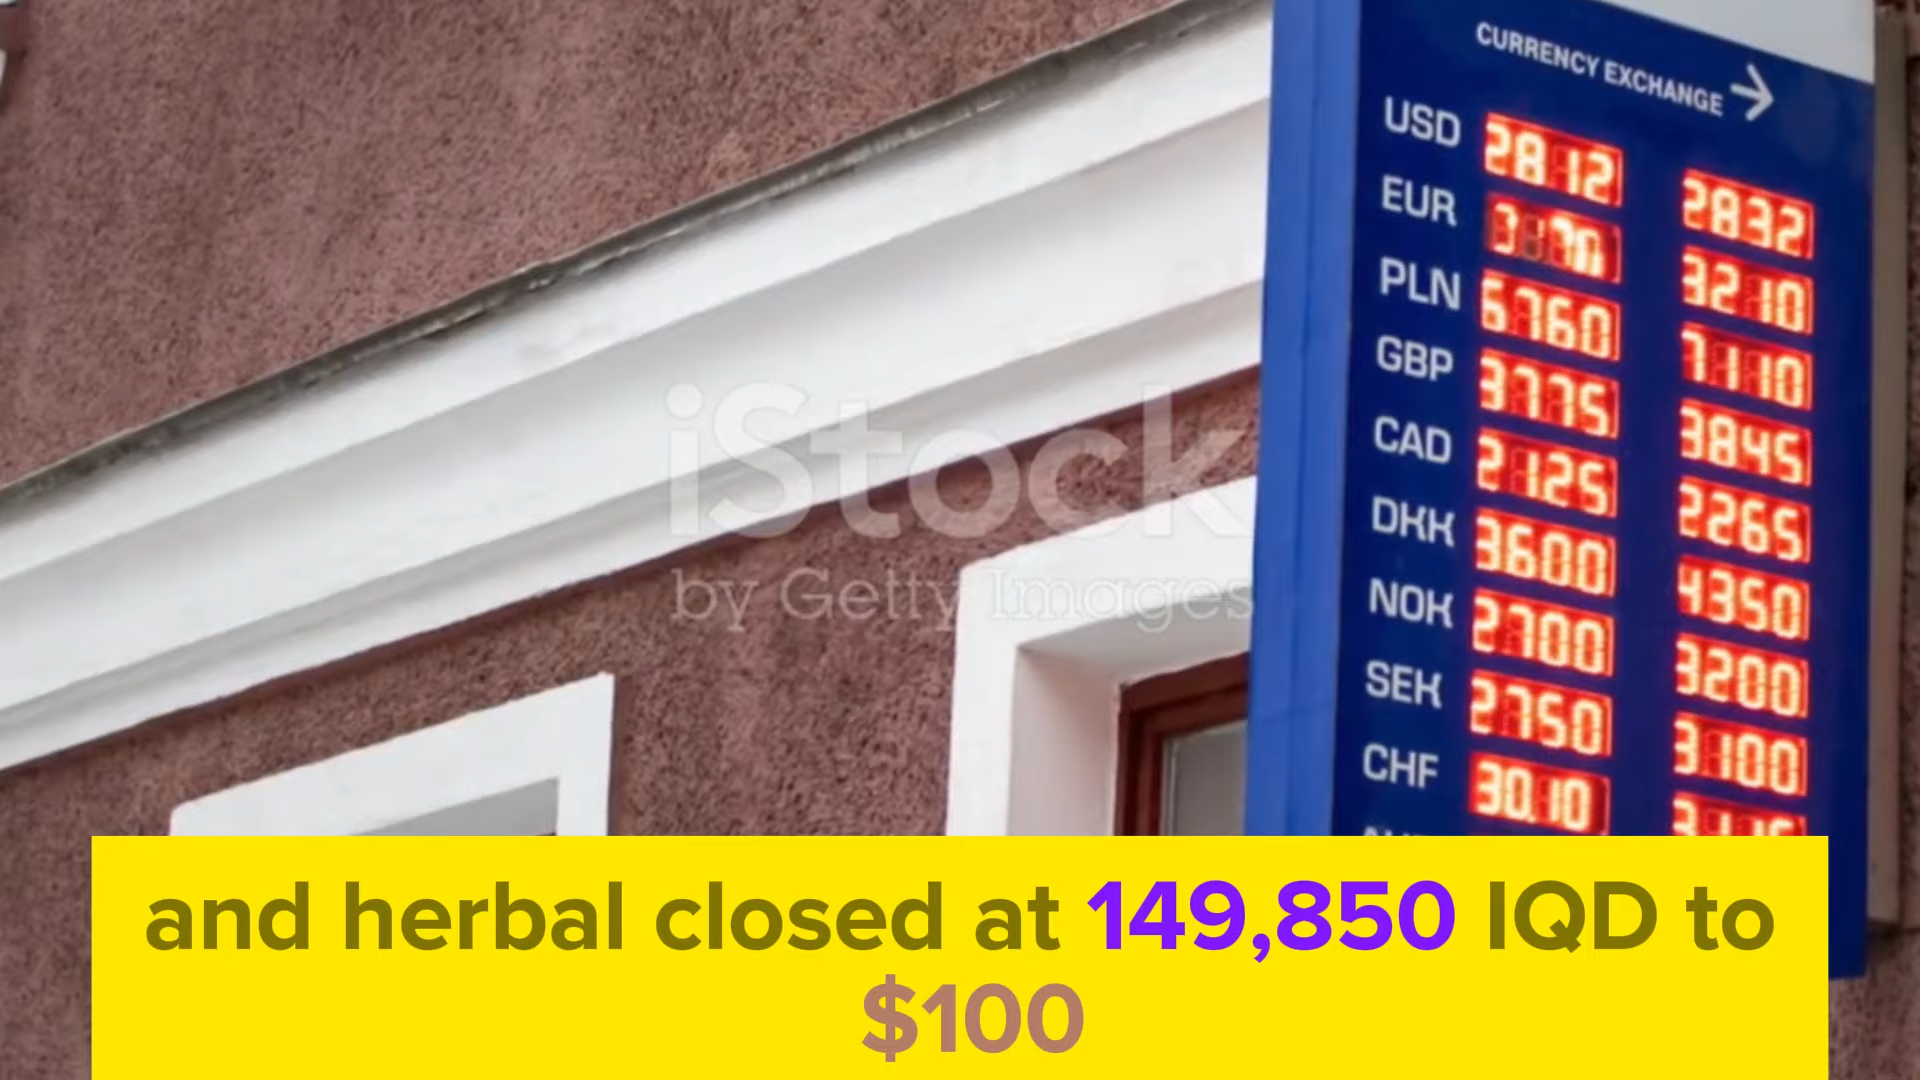 CURRENCY EXCHANGE →
USD 2812 2832
EUR 3210
PLN 6760 7110
GBP 3775 3845
CAD 2125 2265
DKK 3600 4350
NOK 2700 3200
SEK 2750 3100
CHF 30.10
iStock
by Getty Images
and herbal closed at 149,850 IQD to
$100